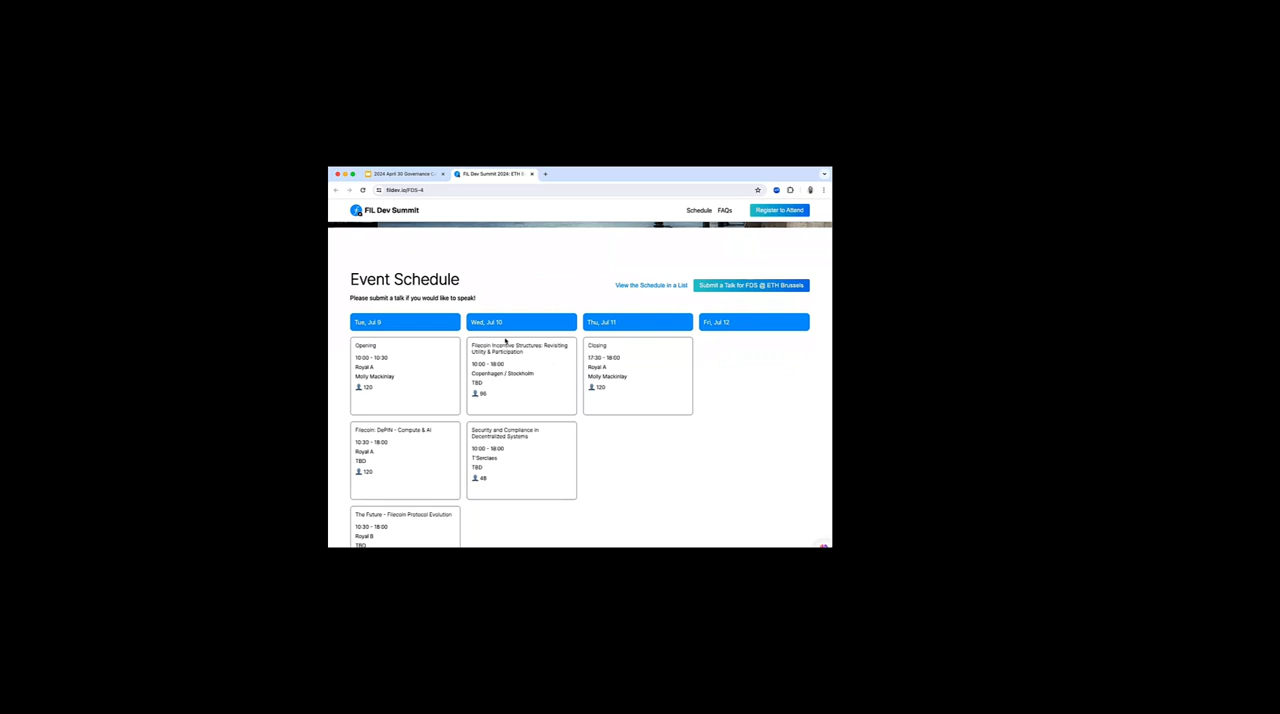 2024 April 30 Governance C
FIL Dev Summit 2024: ETH B
fildev.io/FDS-4
FIL Dev Summit
Schedule
FAQs
Register to Attend
Event Schedule
View the Schedule in a List
Submit a Talk for FDS @ ETH Brussels
Please submit a talk if you would like to speak!
Tue, Jul 9
Wed, Jul 10
Thu, Jul 11
Fri, Jul 12
Opening
10:00 - 10:30
Royal A
Molly Mackinlay
120
Filecoin Incentive Structures: Revisiting
Utility & Participation
10:00 - 18:00
Copenhagen / Stockholm
TBD
96
Closing
17:30 - 18:00
Royal A
Molly Mackinlay
120
Filecoin: DePIN - Compute & AI
10:30 - 18:00
Royal A
TBD
120
Security and Compliance in
Decentralized Systems
10:00 - 18:00
T'Serclaes
TBD
48
The Future - Filecoin Protocol Evolution
10:30 - 18:00
Royal B
TBD